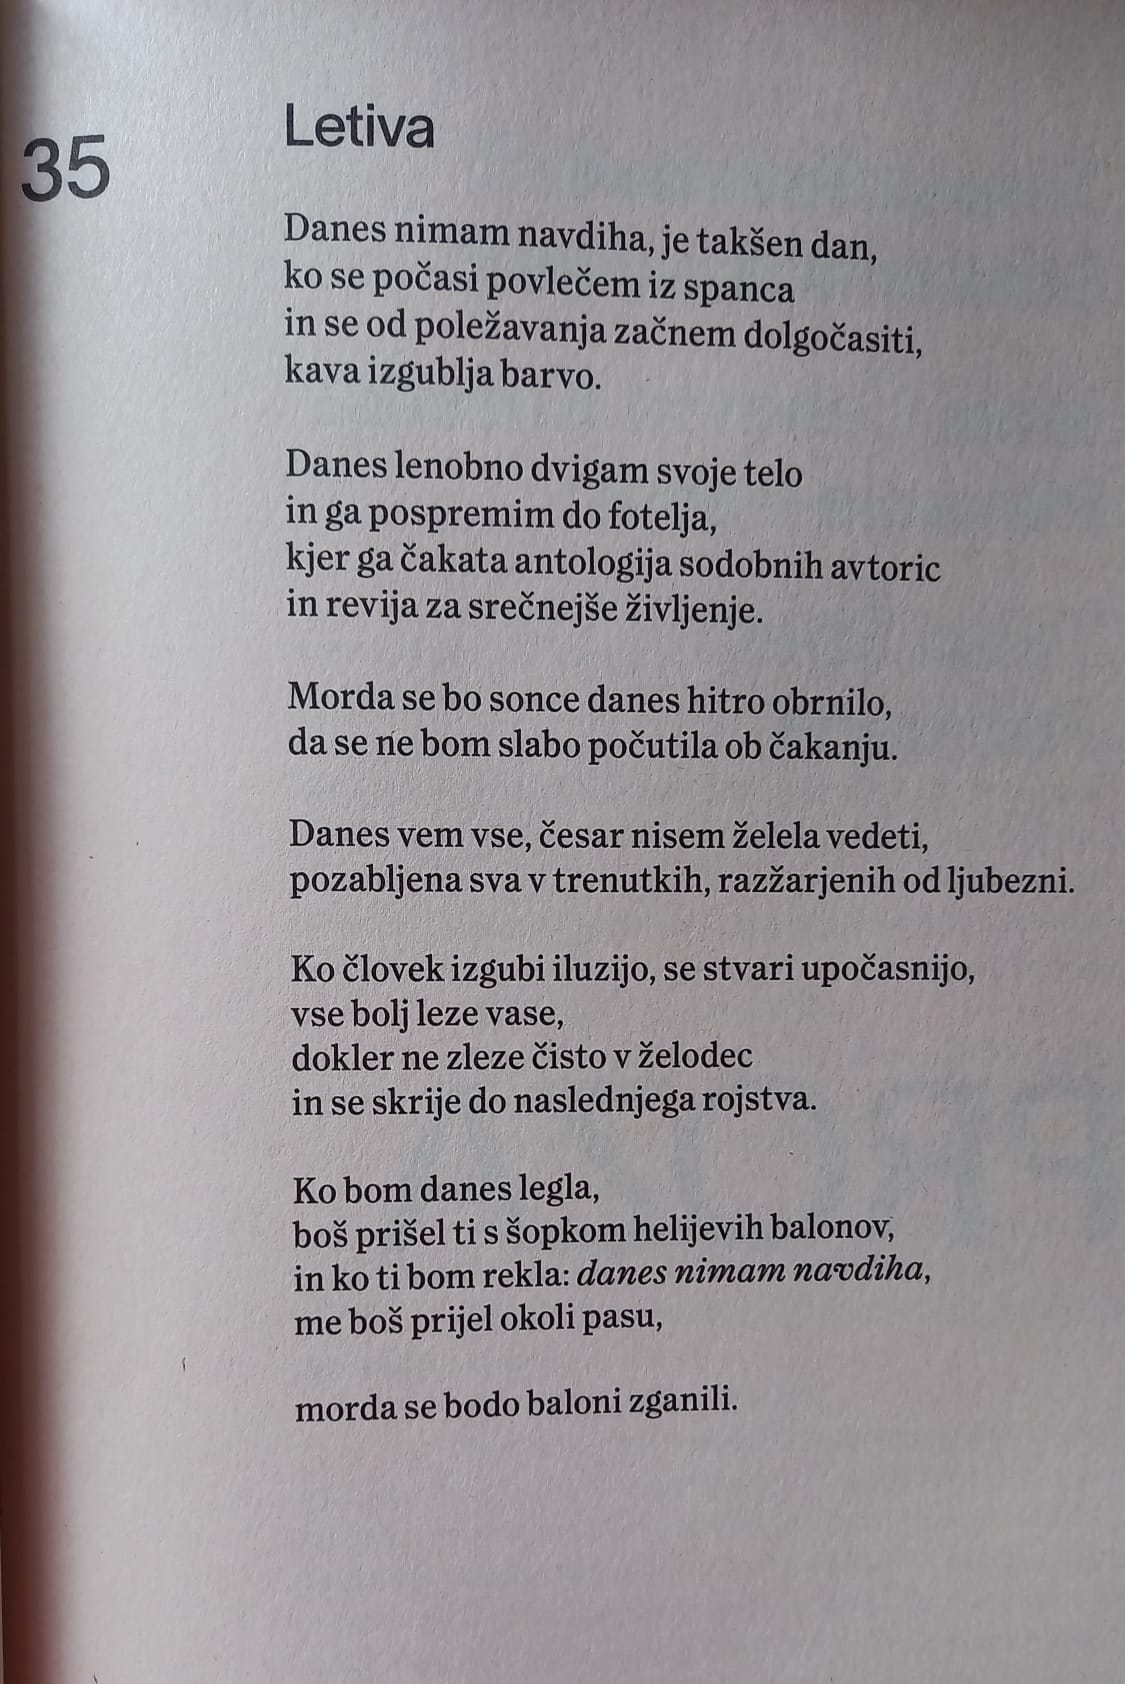 35
Letiva
Danes nimam navdiha, je takšen dan,
ko se počasi povlečem iz spanca
in se od poležavanja začnem dolgočasiti,
kava izgublja barvo.
Danes lenobno dvigam svoje telo
in ga pospremim do fotelja,
kjer ga čakata antologija sodobnih avtoric
in revija za srečnejše življenje.
Morda se bo sonce danes hitro obrnilo,
da se ne bom slabo počutila ob čakanju.
Danes vem vse, česar nisem želela vedeti,
pozabljena sva v trenutkih, razžarjenih od ljubezni.
Ko človek izgubi iluzijo, se stvari upočasnijo,
vse bolj leze vase,
dokler ne zleze čisto v želodec
in se skrije do naslednjega rojstva.
Ko bom danes legla,
boš prišel ti s šopkom helijevih balonov,
in ko ti bom rekla: danes nimam navdiha,
me boš prijel okoli pasu,
morda se bodo baloni zganili.